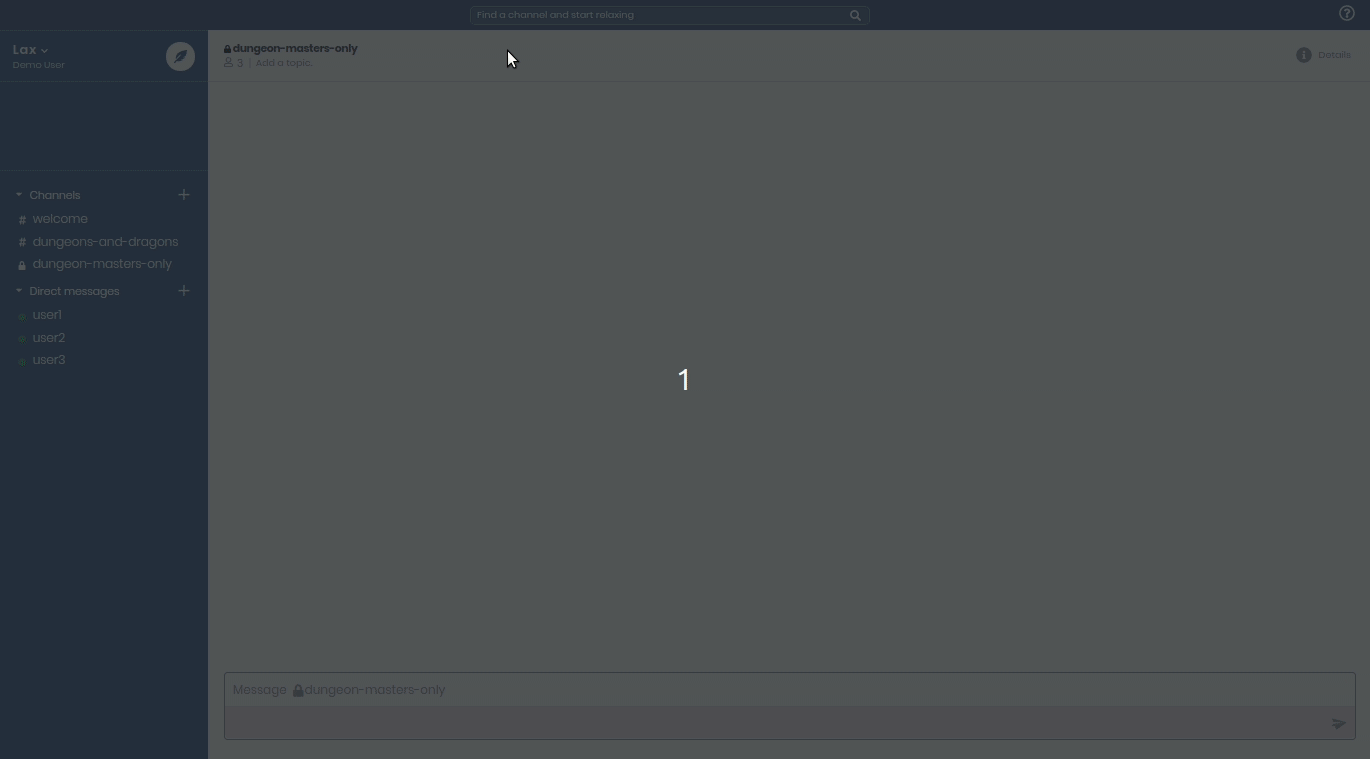 Find a channel and start relaxing
Lax
Demo User
dungeon-masters-only
3 | Add a topic
Details
Channels
# welcome
# dungeons-and-dragons
dungeon-masters-only
Direct messages
user1
user2
user3
1
Message dungeon-masters-only